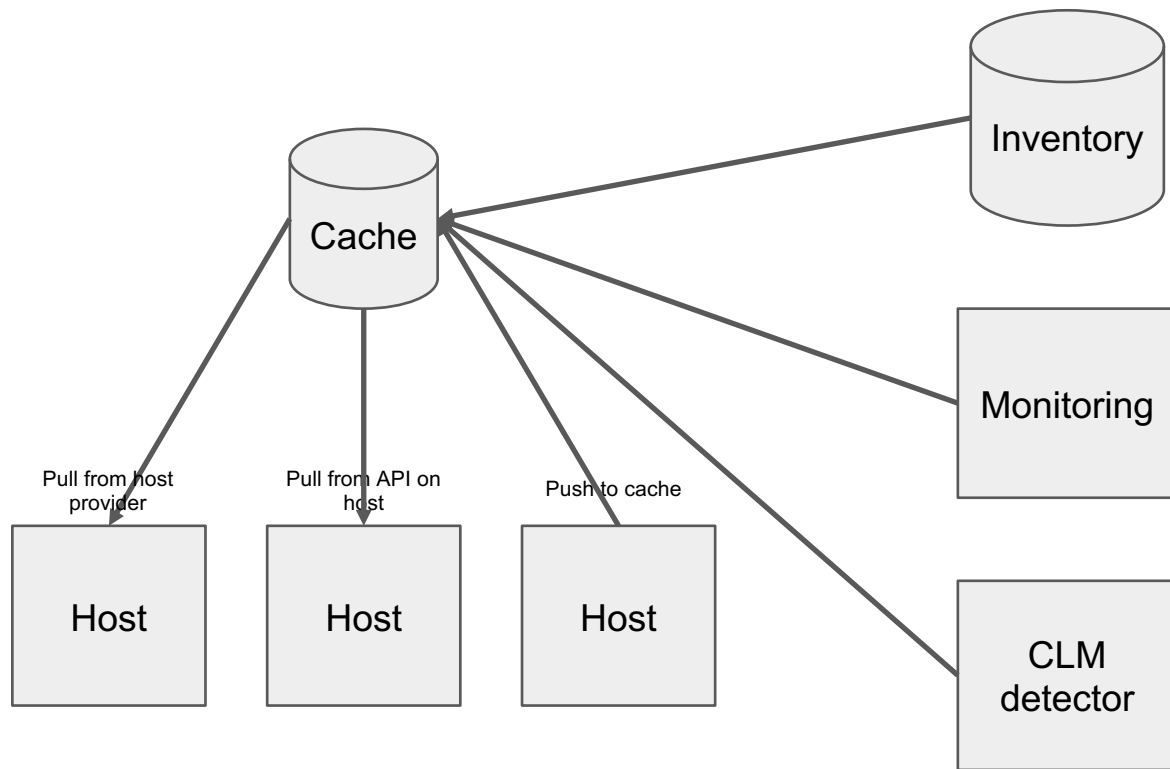 Inventory
Cache
Monitoring
Pull from host
provider
Pull from API on
host
Push to cache
Host
Host
Host
CLM
detector